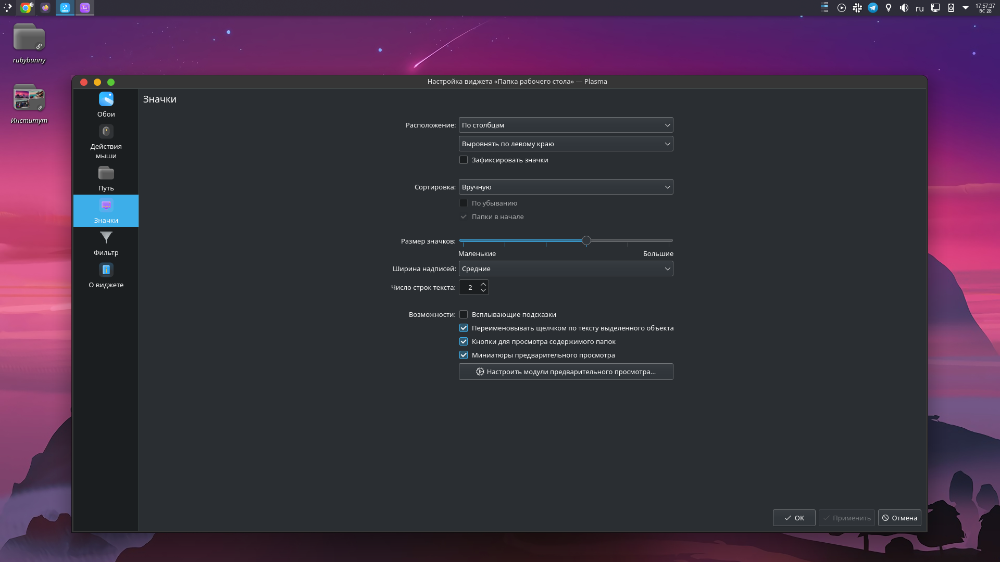 ru
17:57:37
ВС 28
rubybunny
Институт
Настройка виджета «Папка рабочего стола» — Plasma
Обои
Действия
мыши
Путь
Значки
Фильтр
О виджете
Значки
Расположение: По столбцам
Выровнять по левому краю
Зафиксировать значки
Сортировка: Вручную
По убыванию
Папки в начале
Размер значков:
Маленькие Большие
Ширина надписей: Средние
Число строк текста: 2
Возможности: Всплывающие подсказки
Переименовывать щелчком по тексту выделенного объекта
Кнопки для просмотра содержимого папок
Миниатюры предварительного просмотра
Настроить модули предварительного просмотра...
ОК Применить Отмена